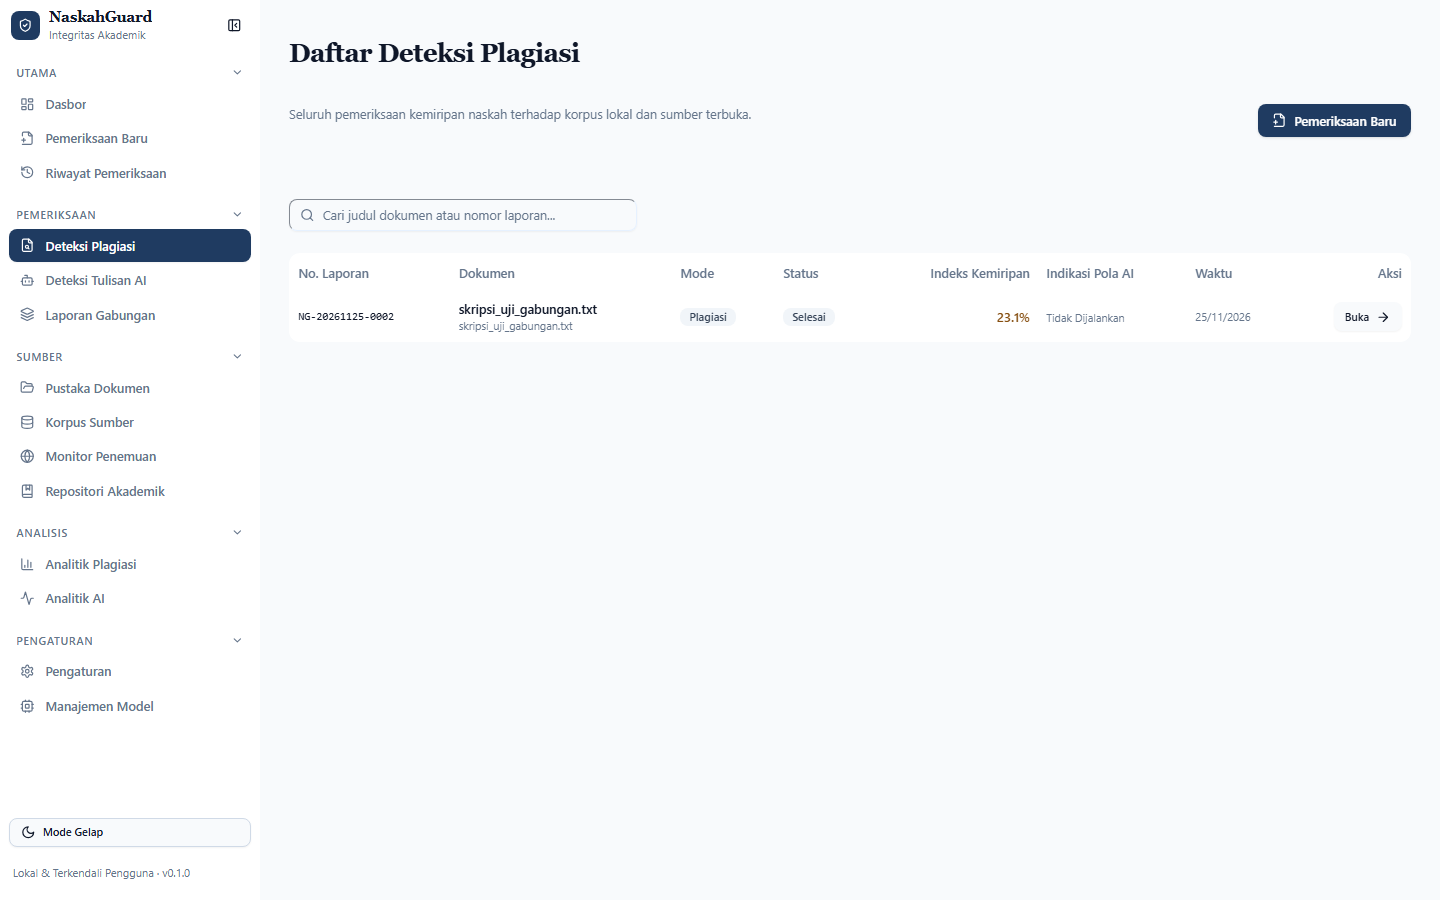 NaskahGuard
Integritas Akademik
UTAMA
Dasbor
Pemeriksaan Baru
Riwayat Pemeriksaan
PEMERIKSAAN
Deteksi Plagiasi
Deteksi Tulisan AI
Laporan Gabungan
SUMBER
Pustaka Dokumen
Korpus Sumber
Monitor Penemuan
Repositori Akademik
ANALISIS
Analitik Plagiasi
Analitik AI
PENGATURAN
Pengaturan
Manajemen Model
Mode Gelap
Lokal & Terkendali Pengguna · v0.1.0
Daftar Deteksi Plagiasi
Seluruh pemeriksaan kemiripan naskah terhadap korpus lokal dan sumber terbuka.
Pemeriksaan Baru
Cari judul dokumen atau nomor laporan...
No. Laporan Dokumen Mode Status Indeks Kemiripan Indikasi Pola AI Waktu Aksi
NG-20261125-0002 skripsi_uji_gabungan.txt Plagiasi Selesai 23.1% Tidak Dijalankan 25/11/2026 Buka
skripsi_uji_gabungan.txt